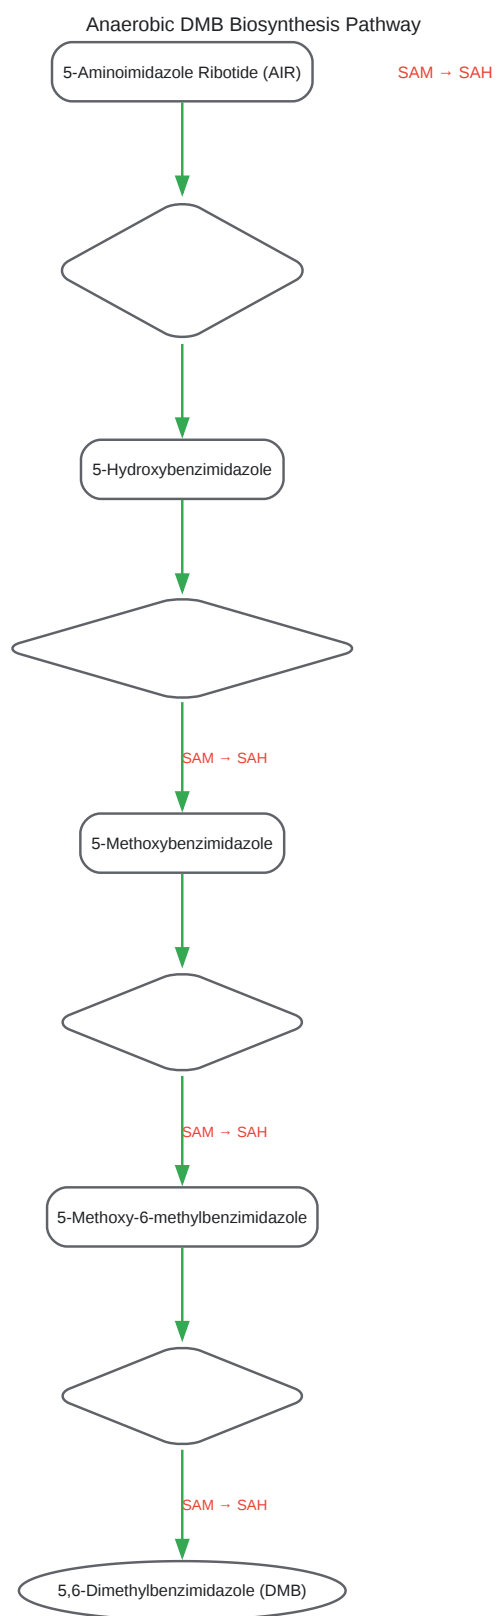 Anaerobic DMB Biosynthesis Pathway
5-Aminoimidazole Ribotide (AIR)
SAM → SAH
5-Hydroxybenzimidazole
SAM → SAH
5-Methoxybenzimidazole
SAM → SAH
5-Methoxy-6-methylbenzimidazole
SAM → SAH
5,6-Dimethylbenzimidazole (DMB)